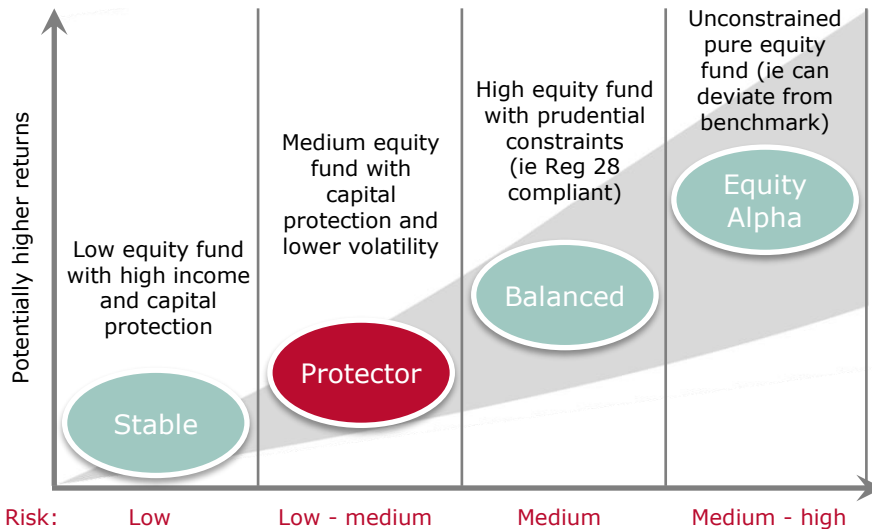 Potentially higher returns
Low equity fund
with high income
and capital
protection
Stable
Medium equity
fund with
capital
protection and
lower volatility
Protector
High equity fund
with prudential
constraints
(ie Reg 28
compliant)
Balanced
Unconstrained
pure equity
fund (ie can
deviate from
benchmark)
Equity
Alpha
Risk: Low Low - medium Medium Medium - high